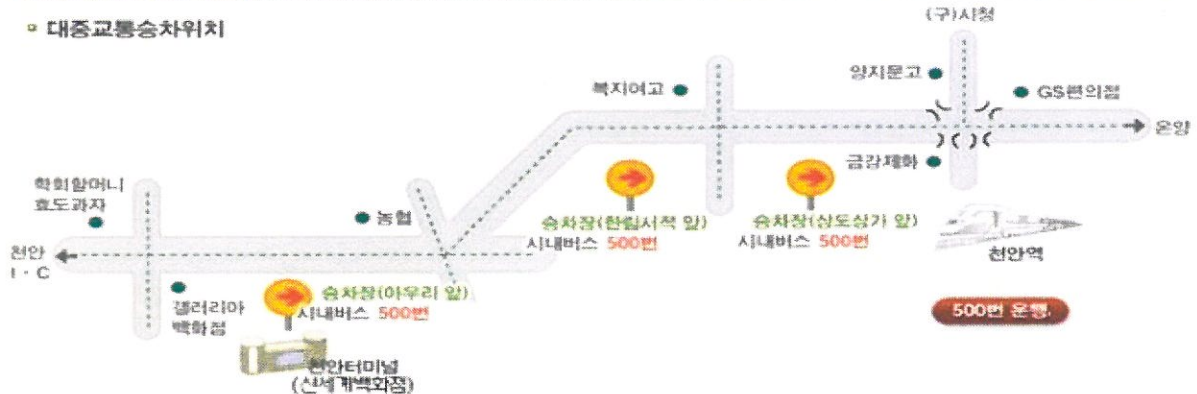 대중교통승차위치
(구)시청
양지문고
복지여고
GS편의점
온양
금강제화
학화할머니
효도과자
농협
승차장(한림서적 앞)
시내버스 500번
승차장(상도상가 앞)
시내버스 500번
천안역
천안
I·C
갤러리아
백화점
승차장(아우리 앞)
시내버스 500번
500번 운행
천안터미널
(신세계백화점)